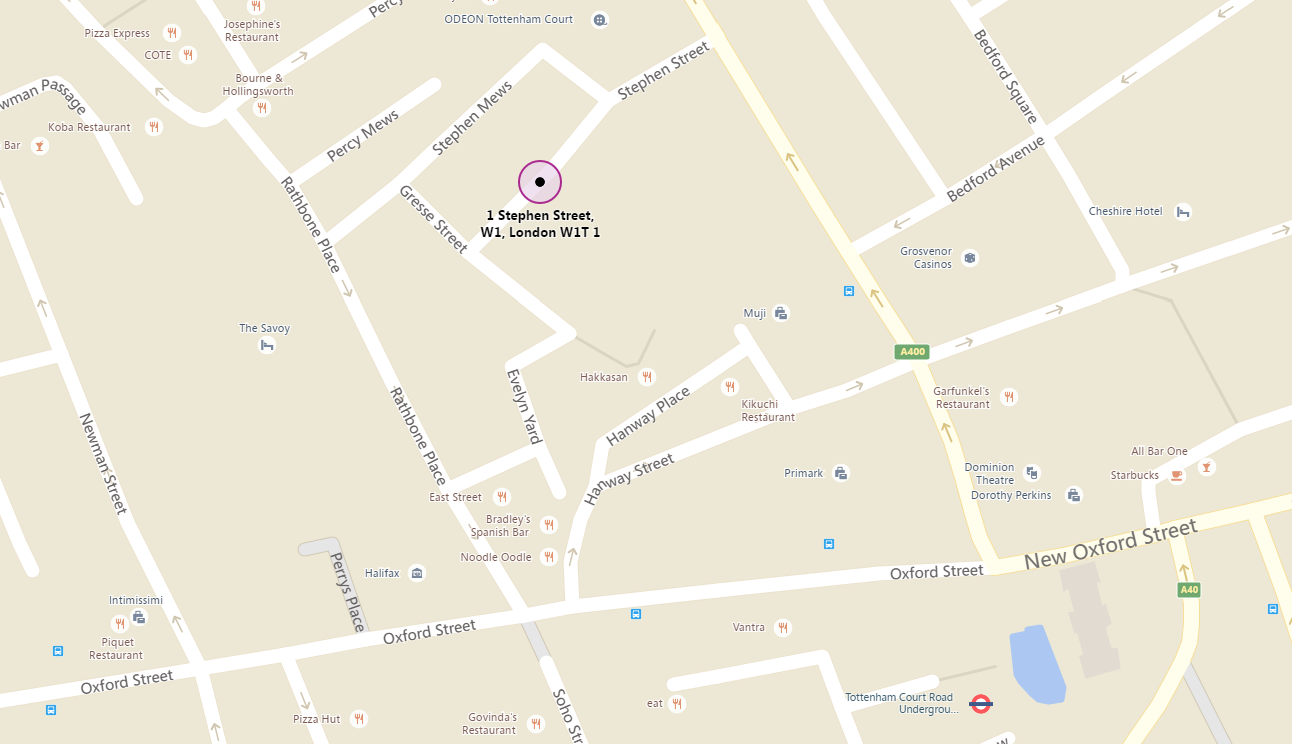 Percy
ODEON Tottenham Court
Josephine's
Restaurant
Pizza Express
COTE
Bourne &
Hollingsworth
Stephen Street
Bedford Square
wman Passage
Koba Restaurant
Bar
Percy Mews
Stephen Mews
Bedford Avenue
Rathbone Place
Gresse Street
1 Stephen Street,
W1, London W1T 1
Cheshire Hotel
Grosvenor
Casinos
Muji
The Savoy
A400
Hakkasan
Evelyn Yard
Hanway Place
Kikuchi
Restaurant
Garfunkel's
Restaurant
Rathbone Place
Newman Street
Hanway Street
Primark
Dominion
Theatre
Dorothy Perkins
All Bar One
Starbucks
East Street
Bradley's
Spanish Bar
Noodle Oodle
New Oxford Street
Oxford Street
Perrys Place
Halifax
A40
Intimissimi
Piquet
Restaurant
Oxford Street
Vantra
Oxford Street
Soho Str
eat
Tottenham Court Road
Undergrou...
Pizza Hut
Govinda's
Restaurant